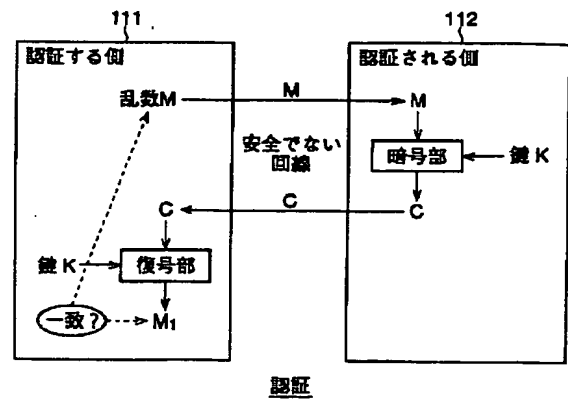 111
112
認証する側
認証される側
乱数M
M
M
安全でない
回線
暗号部
鍵K
C
C
C
鍵K
復号部
一致?
M1
認証